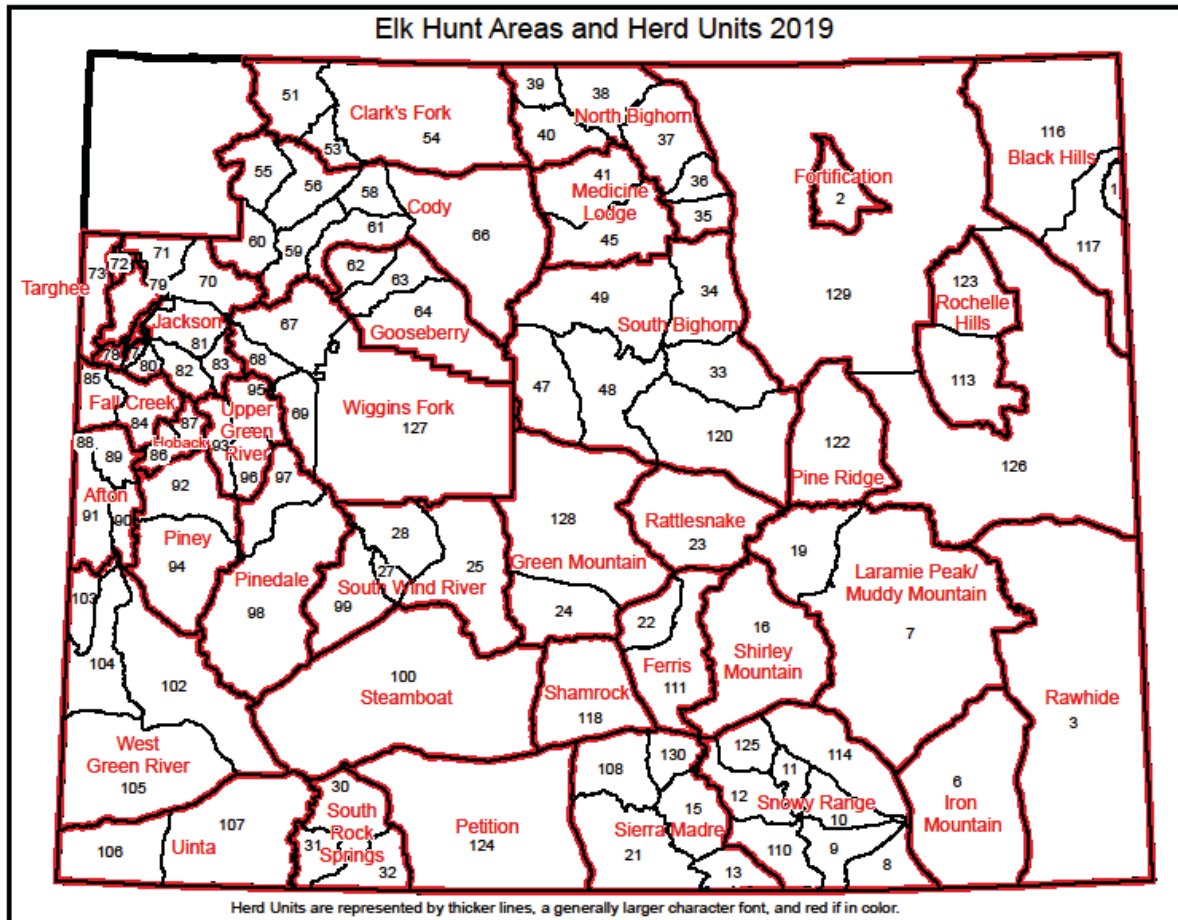 Elk Hunt Areas and Herd Units 2019
51
Clark's Fork
53
54
39
38
40
North Bighorn
37
116
Black Hills
55
56
58
Cody
41
Medicine
Lodge
45
36
35
Fortification
2
1
117
60
59
61
66
71
73
72
70
79
62
63
64
Gooseberry
49
34
South Bighorn
129
123
Rochelle
Hills
Targhee
Jackson
67
81
68
78
80
82
83
47
48
33
113
85
Fall Creek
84
87
Hoback
86
95
Upper
Green
River
93
96
97
69
Wiggins Fork
127
120
122
Pine Ridge
126
88
89
Afton
91
90
92
Piney
94
Pinedale
98
28
27
25
South Wind River
99
128
Green Mountain
24
Rattlesnake
23
22
19
Laramie Peak/
Muddy Mountain
7
103
104
102
100
Steamboat
Shamrock
118
Ferris
111
16
Shirley
Mountain
Rawhide
3
West
Green River
105
106
Uinta
107
30
South
Rock
Springs
31
32
Petition
124
108
130
15
Sierra Madre
21
13
125
11
114
12
Snowy Range
10
110
9
8
6
Iron
Mountain
Herd Units are represented by thicker lines, a generally larger character font, and red if in color.